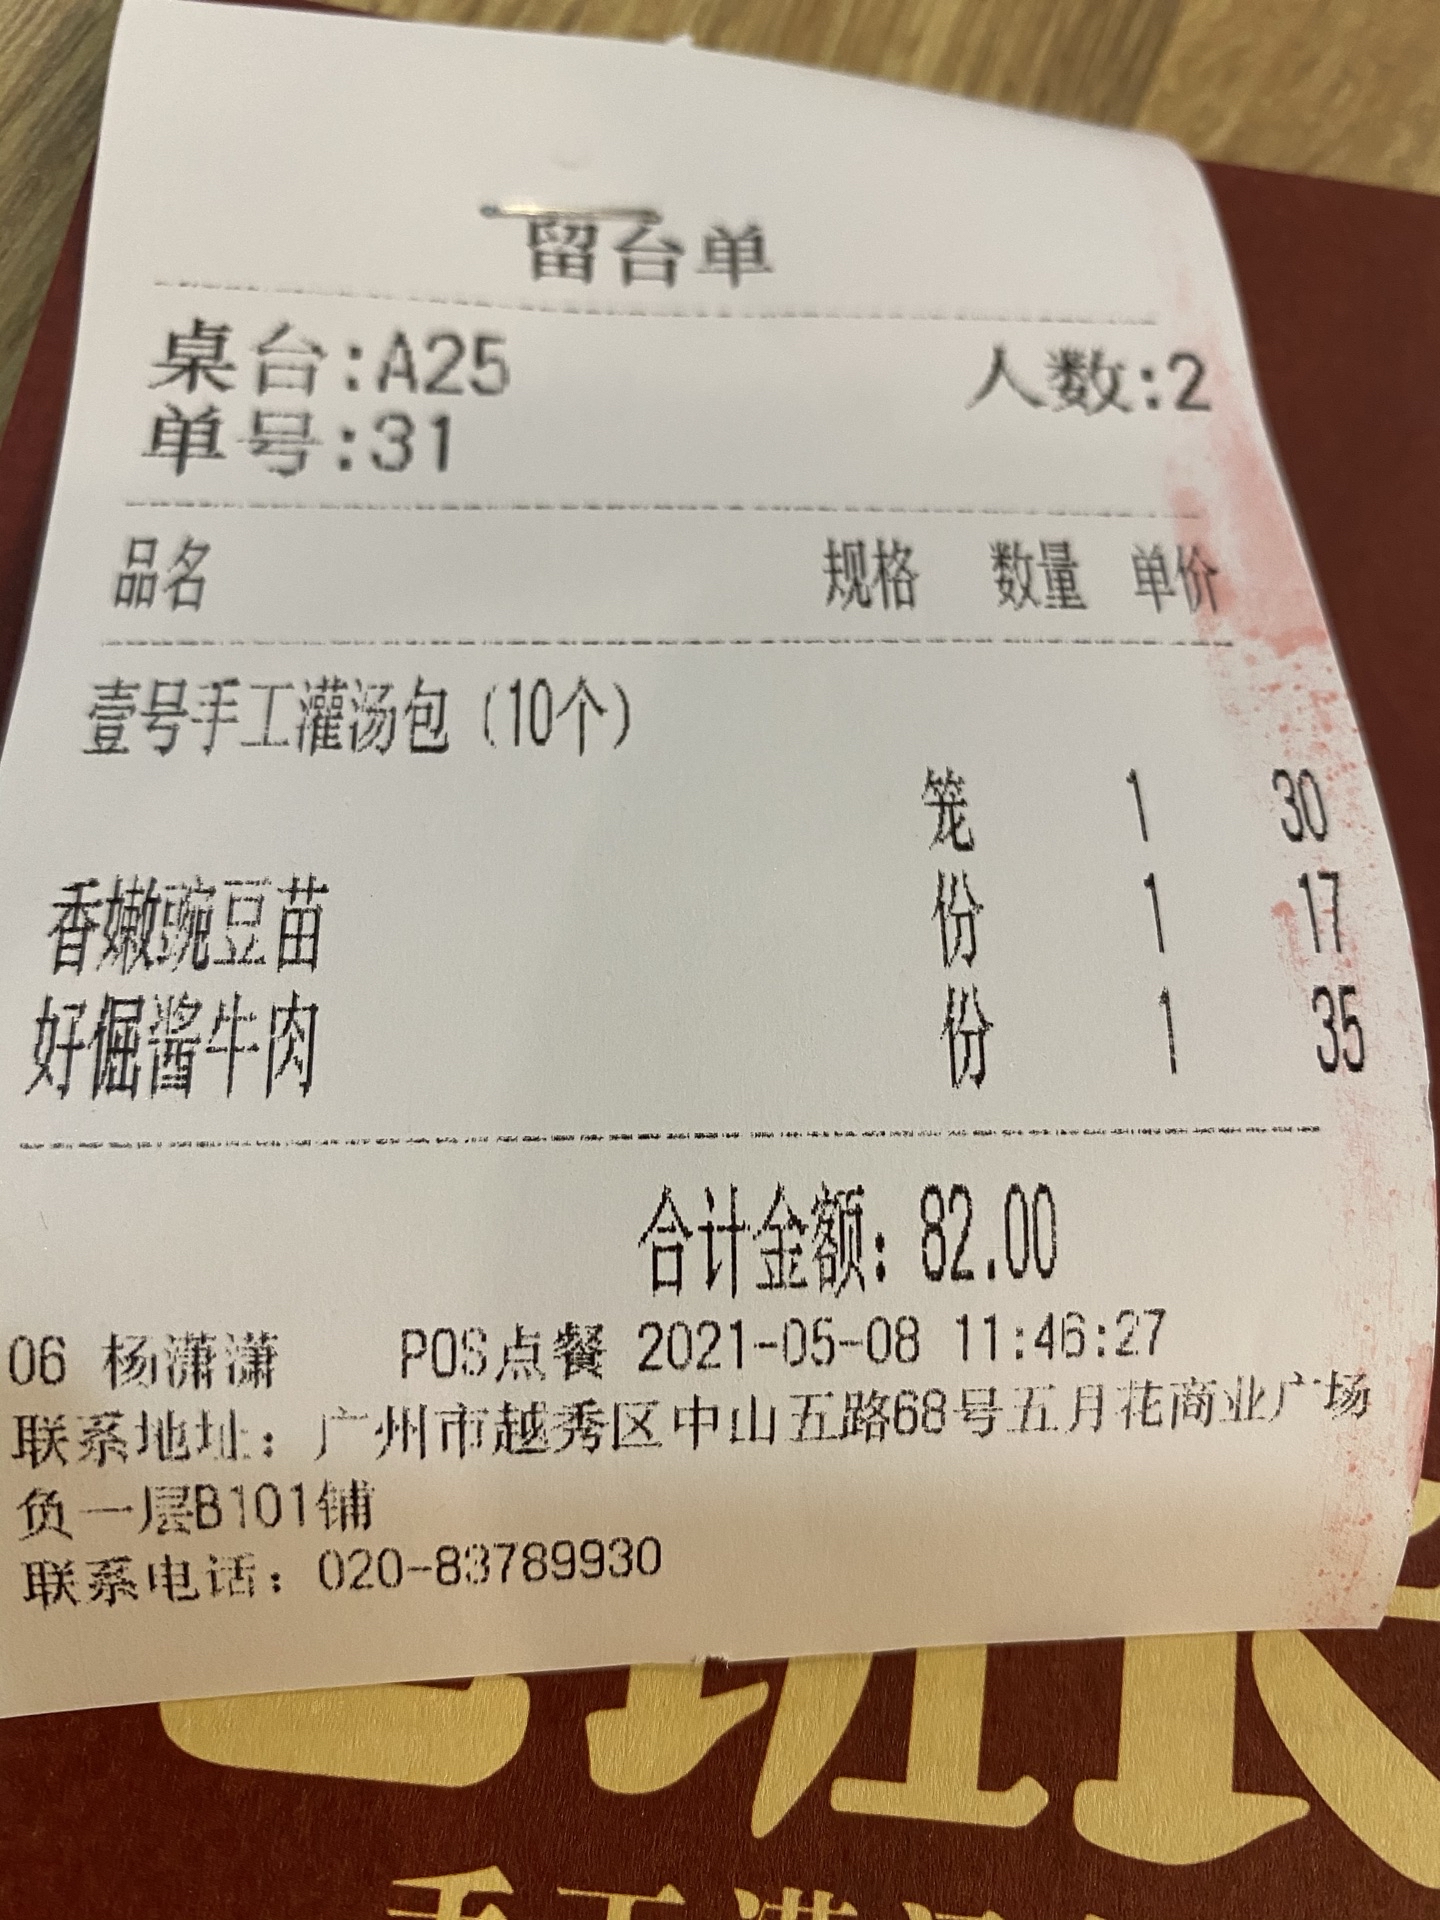 留台单
桌台:A25 人数:2
单号:31
品名 规格 数量 单价
壹号手工灌汤包(10个)
笼 1 30
香嫩豌豆苗 份 1 17
好倔酱牛肉 份 1 35
合计金额: 82.00
06 杨潇潇 POS点餐 2021-05-08 11:46:27
联系地址: 广州市越秀区中山五路68号五月花商业广场
负一层B101铺
联系电话: 020-83789930
手工灌汤